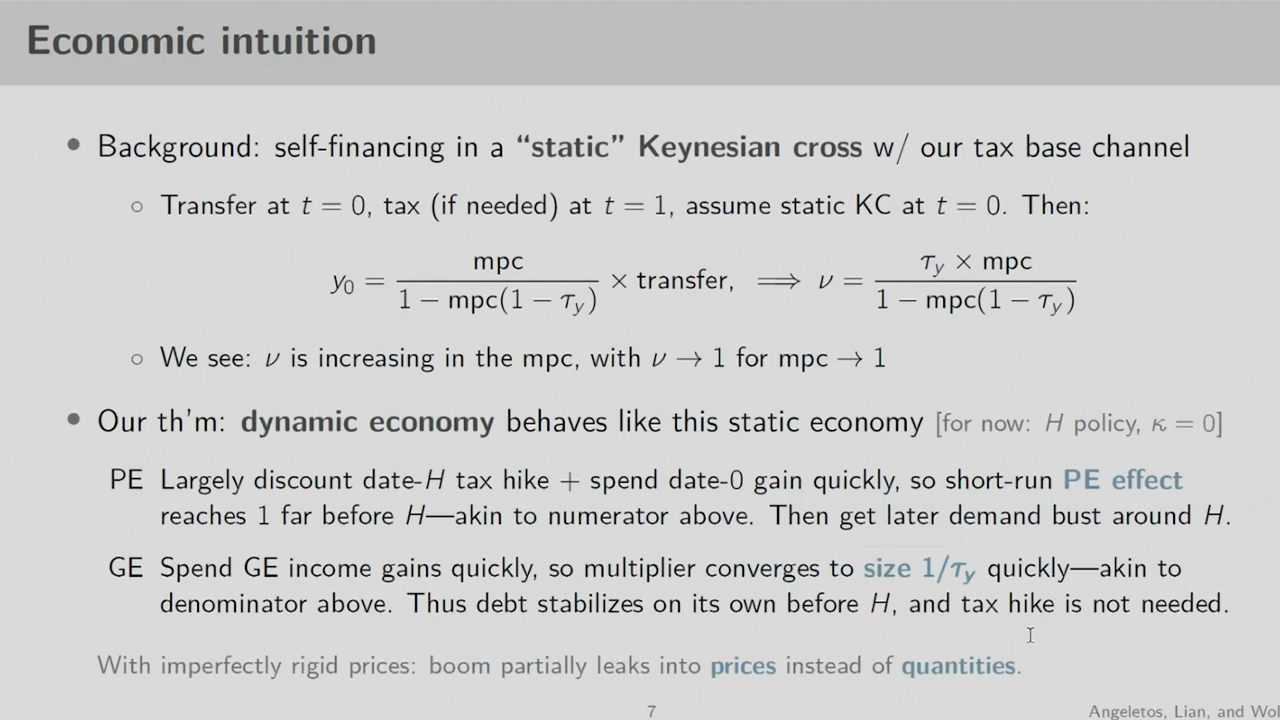 Economic intuition
• Background: self-financing in a “static” Keynesian cross w/ our tax base channel
○ Transfer at t = 0, tax (if needed) at t = 1, assume static KC at t = 0. Then:
y₀ = mpc / (1 − mpc(1 − τ_y)) × transfer, ⟹ ν = (τ_y × mpc) / (1 − mpc(1 − τ_y))
○ We see: ν is increasing in the mpc, with ν → 1 for mpc → 1
• Our th'm: dynamic economy behaves like this static economy [for now: H policy, κ = 0]
PE Largely discount date-H tax hike + spend date-0 gain quickly, so short-run PE effect
reaches 1 far before H—akin to numerator above. Then get later demand bust around H.
GE Spend GE income gains quickly, so multiplier converges to size 1/τ_y quickly—akin to
denominator above. Thus debt stabilizes on its own before H, and tax hike is not needed.
With imperfectly rigid prices: boom partially leaks into prices instead of quantities.
7
Angeletos, Lian, and Wol